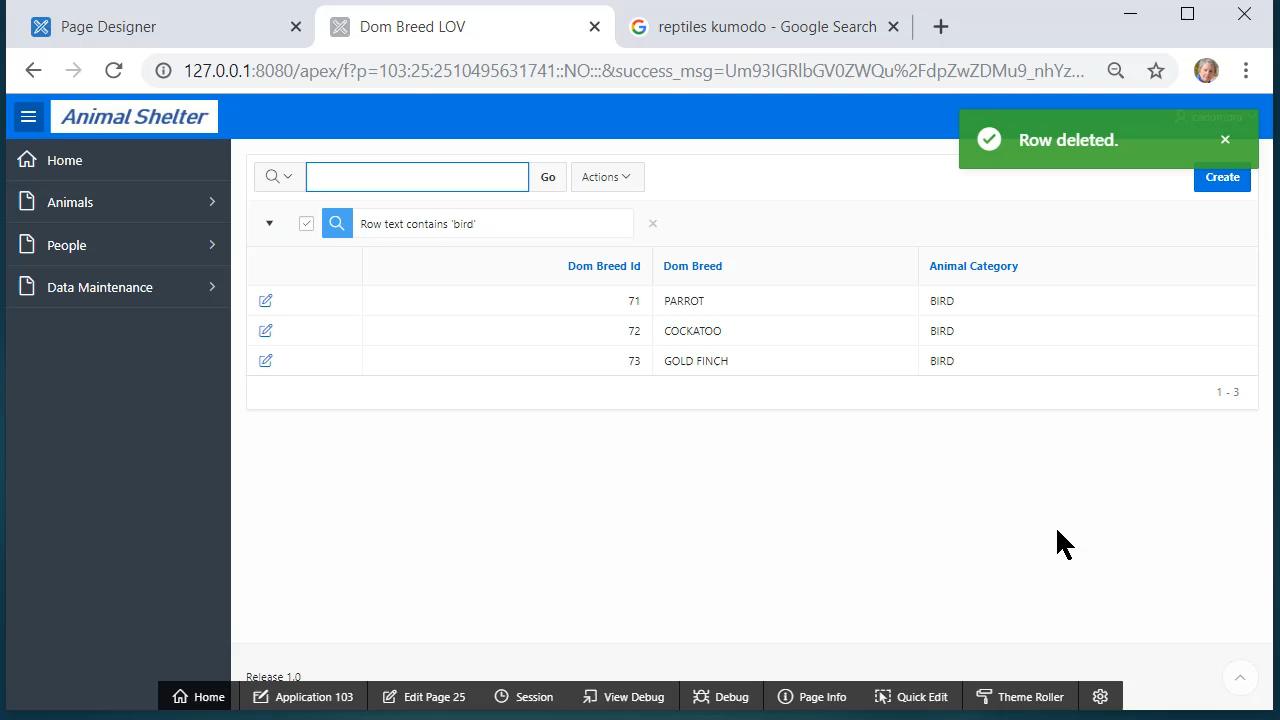 Page Designer
Dom Breed LOV
reptiles kumodo - Google Search
127.0.0.1:8080/apex/f?p=103:25:2510495631741::NO:::&success_msg=Um93IGRlbGV0ZWQu%2FdpZwZDMu9_nhYz...
Animal Shelter
Row deleted.
Home
Animals
People
Data Maintenance
Go
Actions
Create
Row text contains 'bird'
Dom Breed Id Dom Breed Animal Category
71 PARROT BIRD
72 COCKATOO BIRD
73 GOLD FINCH BIRD
1 - 3
Release 1.0
Home
Application 103
Edit Page 25
Session
View Debug
Debug
Page Info
Quick Edit
Theme Roller